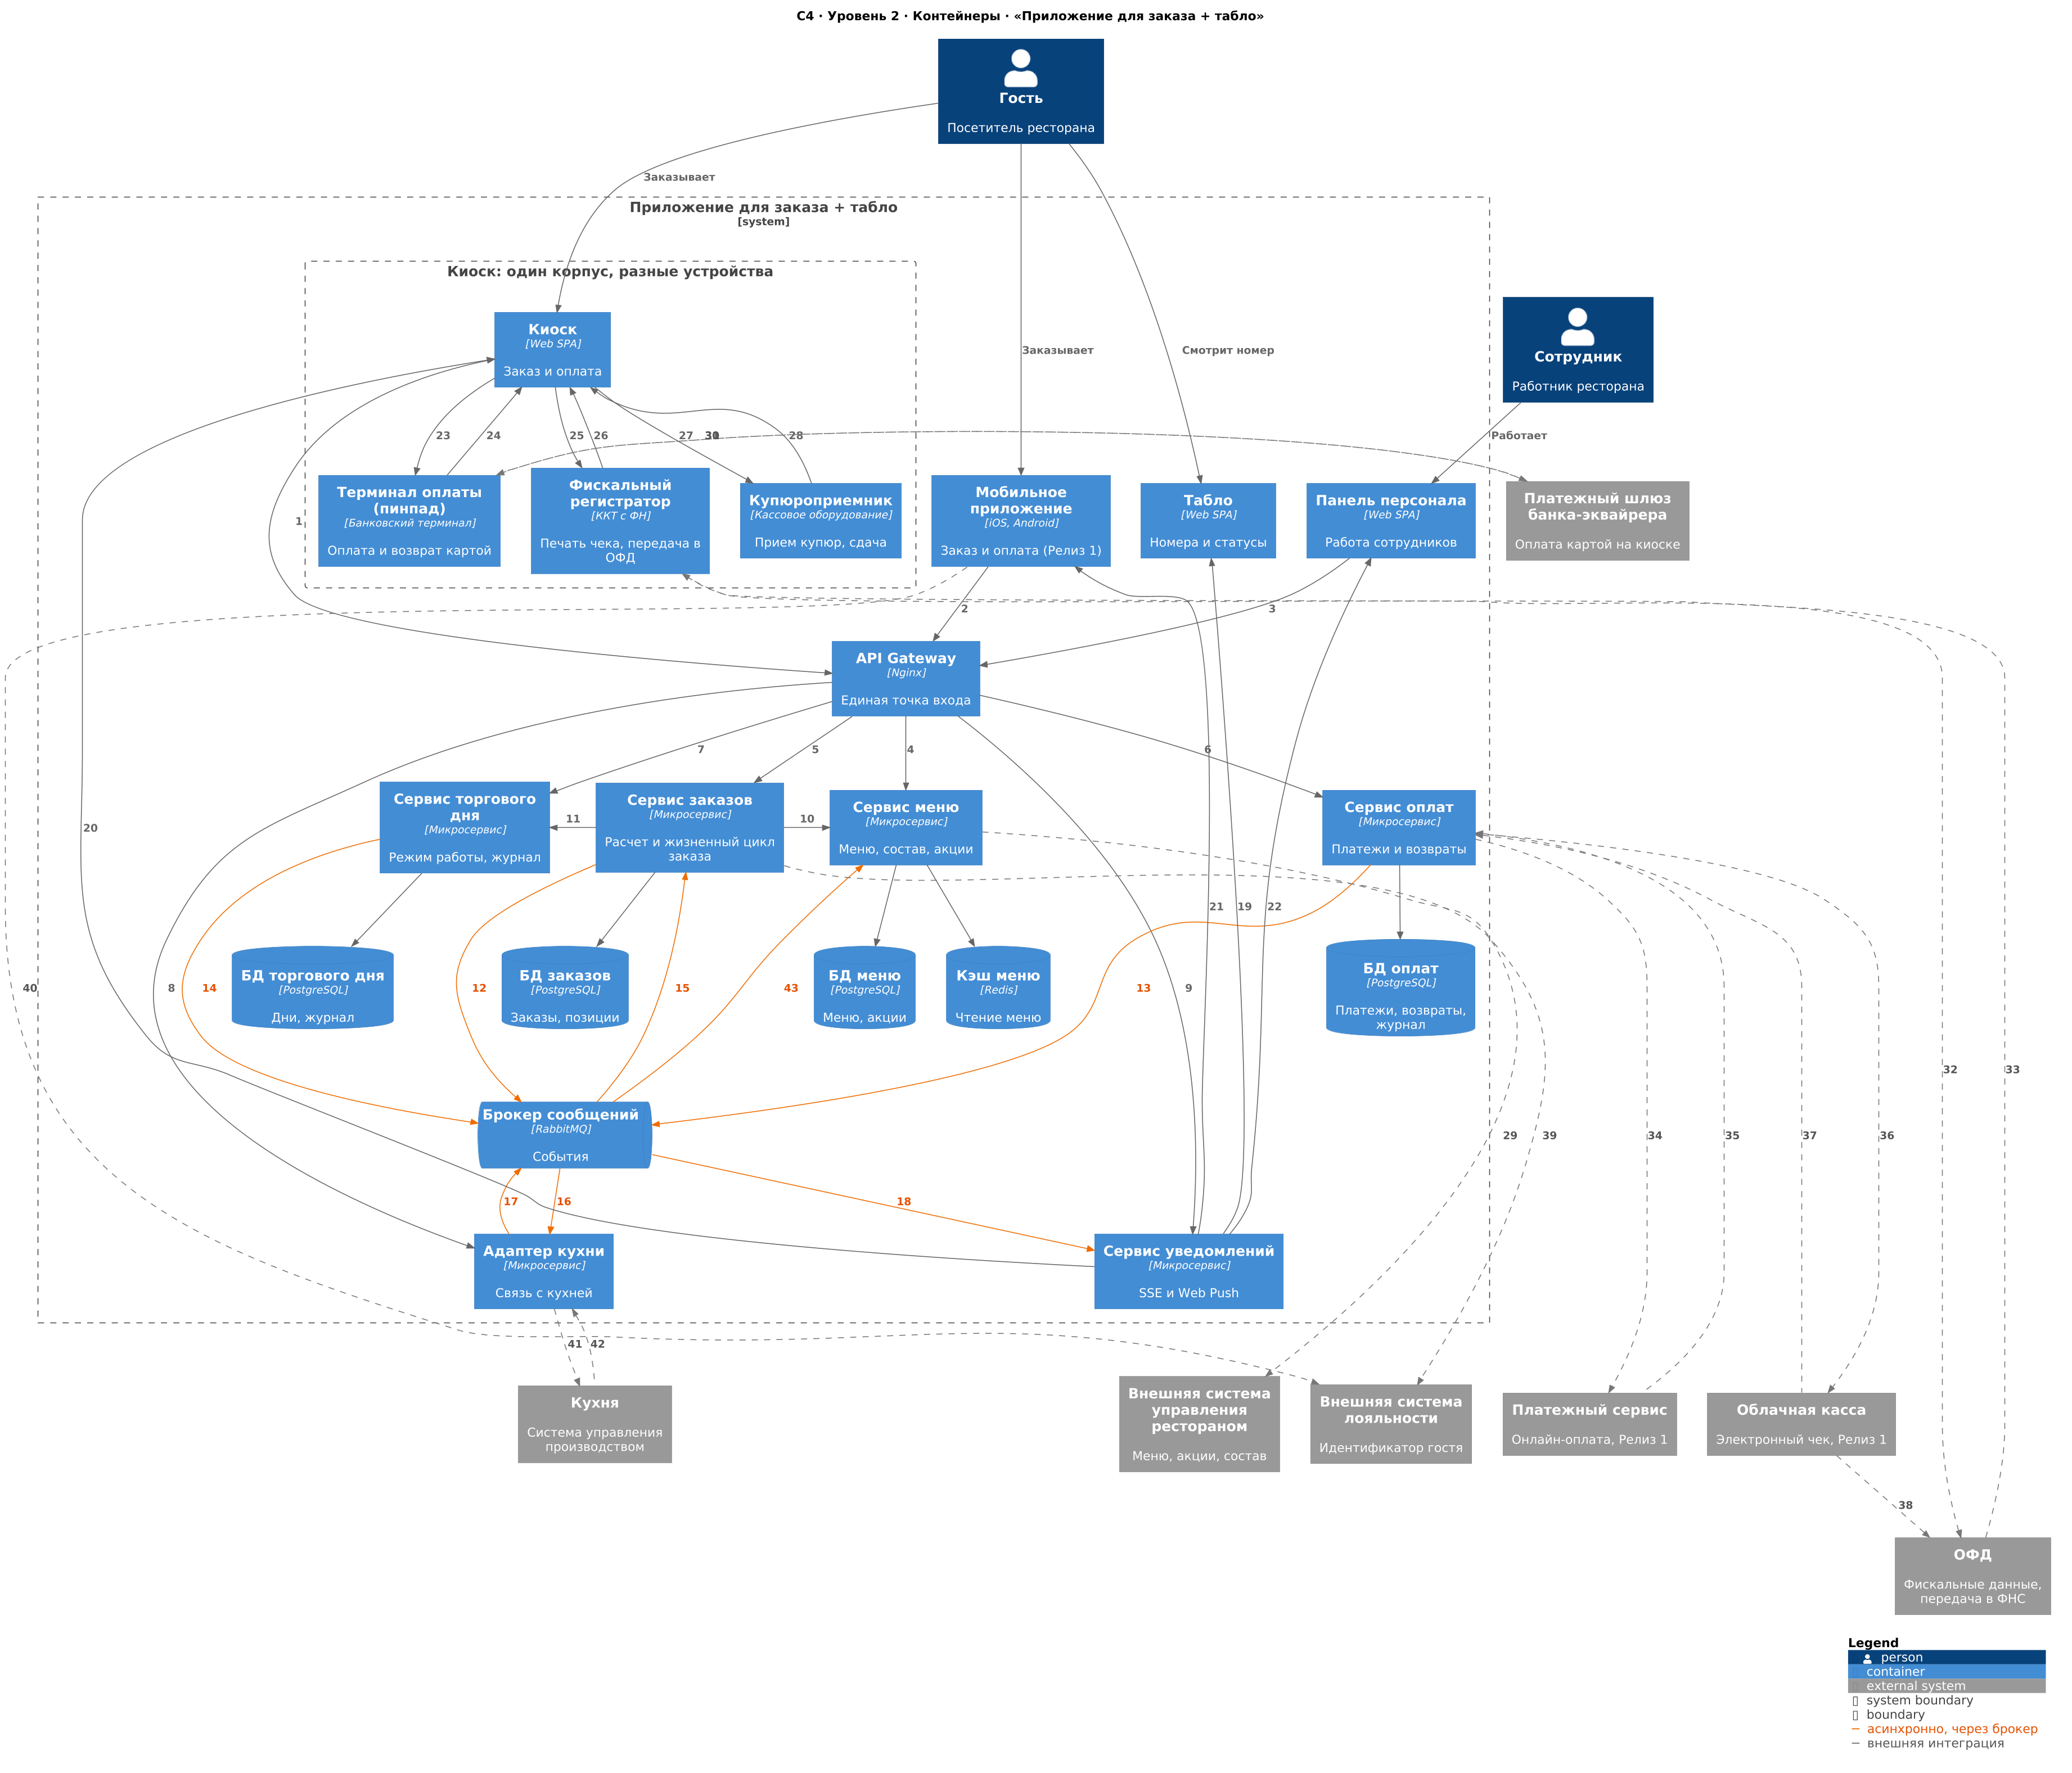 C4 · Уровень 2 · Контейнеры · «Приложение для заказа + табло»
Гость
Посетитель ресторана
Заказывает
Приложение для заказа + табло
[system]
Киоск: один корпус, разные устройства
Киоск
[Web SPA]
Заказ и оплата
Сотрудник
Работник ресторана
Заказывает
Смотрит номер
23
24
25
26
27
28
Работает
Терминал оплаты
(пинпад)
[Банковский терминал]
Оплата и возврат картой
Фискальный
регистратор
[ККТ с ФН]
Печать чека, передача в
ОФД
Купюроприемник
[Кассовое оборудование]
Прием купюр, сдача
Мобильное
приложение
[iOS, Android]
Заказ и оплата (Релиз 1)
Табло
[Web SPA]
Номера и статусы
Панель персонала
[Web SPA]
Работа сотрудников
Платежный шлюз
банка-эквайрера
Оплата картой на киоске
1
2
3
API Gateway
[Nginx]
Единая точка входа
7
5
4
6
Сервис торгового
дня
[Микросервис]
Режим работы, журнал
11
Сервис заказов
[Микросервис]
Расчет и жизненный цикл
заказа
10
Сервис меню
[Микросервис]
Меню, состав, акции
Сервис оплат
[Микросервис]
Платежи и возвраты
20
21
19
22
40
8
14
БД торгового дня
[PostgreSQL]
Дни, журнал
12
БД заказов
[PostgreSQL]
Заказы, позиции
15
43
БД меню
[PostgreSQL]
Меню, акции
Кэш меню
[Redis]
Чтение меню
13
9
БД оплат
[PostgreSQL]
Платежи, возвраты,
журнал
32
33
Брокер сообщений
[RabbitMQ]
События
29
39
34
35
37
36
17
16
18
Адаптер кухни
[Микросервис]
Связь с кухней
Сервис уведомлений
[Микросервис]
SSE и Web Push
41
42
Кухня
Система управления
производством
Внешняя система
управления
рестораном
Меню, акции, состав
Внешняя система
лояльности
Идентификатор гостя
Платежный сервис
Онлайн-оплата, Релиз 1
Облачная касса
Электронный чек, Релиз 1
38
ОФД
Фискальные данные,
передача в ФНС
Legend
person
container
external system
system boundary
boundary
асинхронно, через брокер
внешняя интеграция